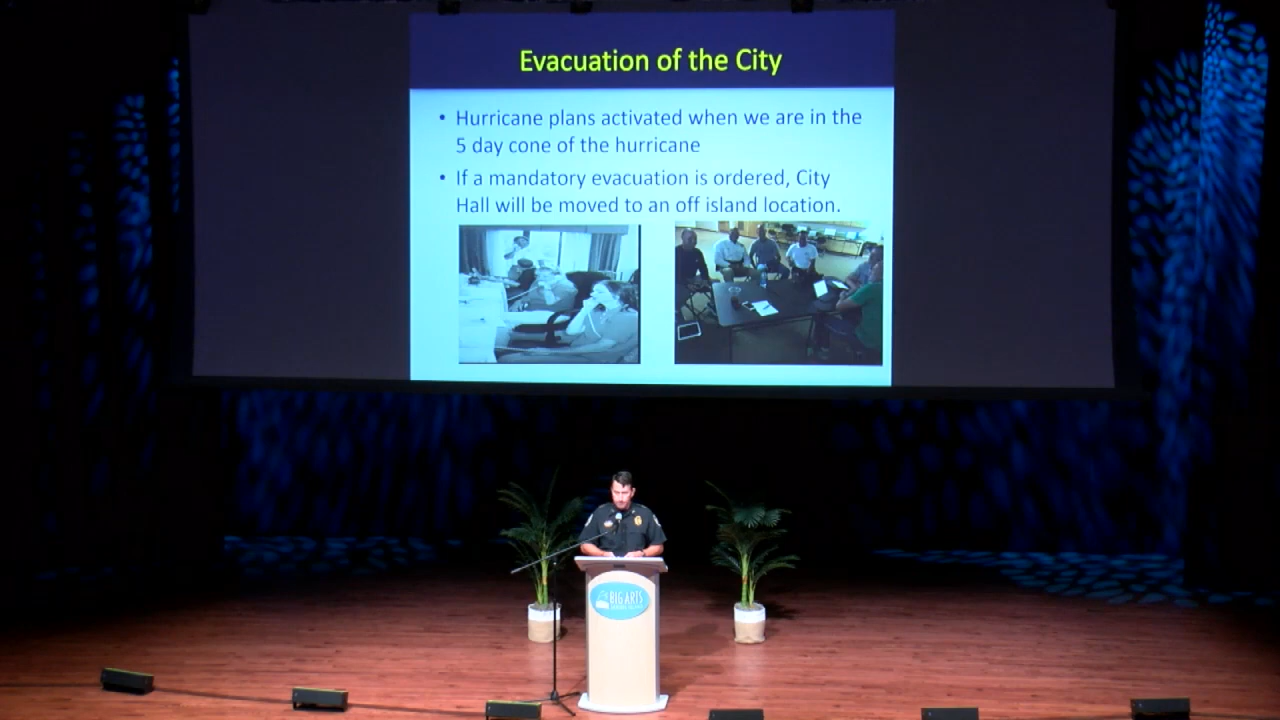 Evacuation of the City
• Hurricane plans activated when we are in the
5 day cone of the hurricane
• If a mandatory evacuation is ordered, City
Hall will be moved to an off island location.
BIG ARTS